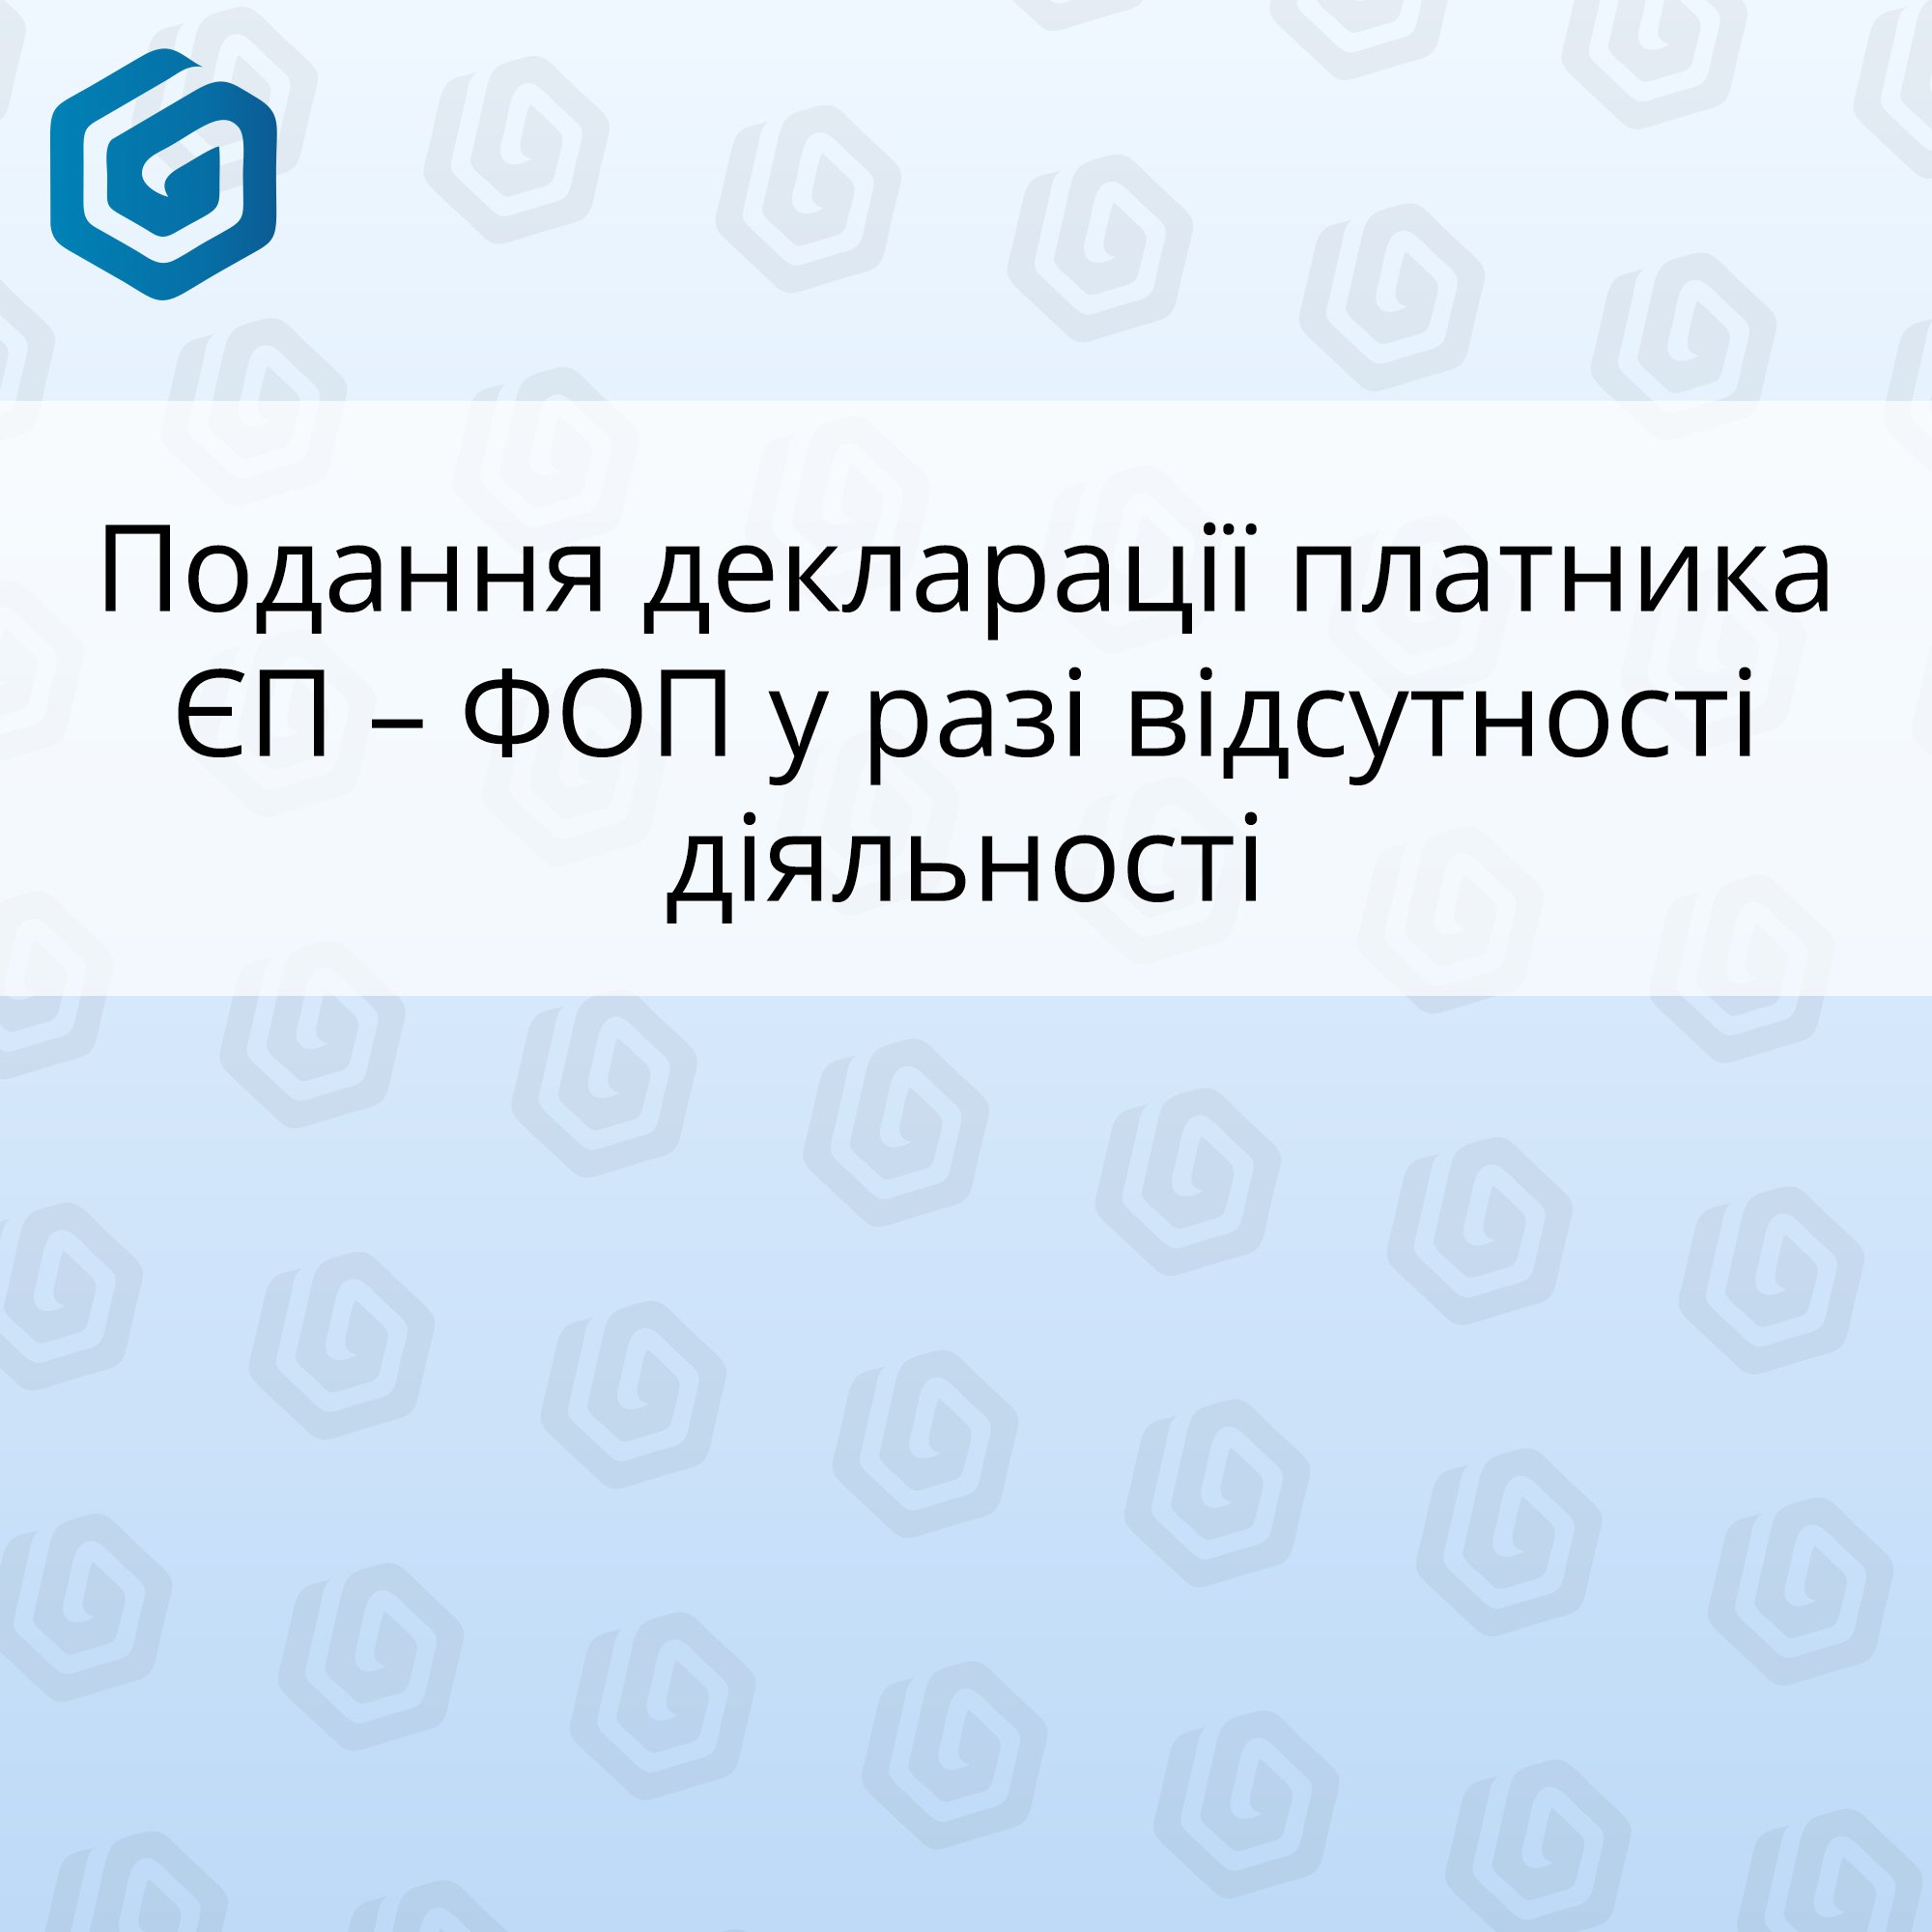 Подання декларації платника
ЄП – ФОП у разі відсутності
діяльності